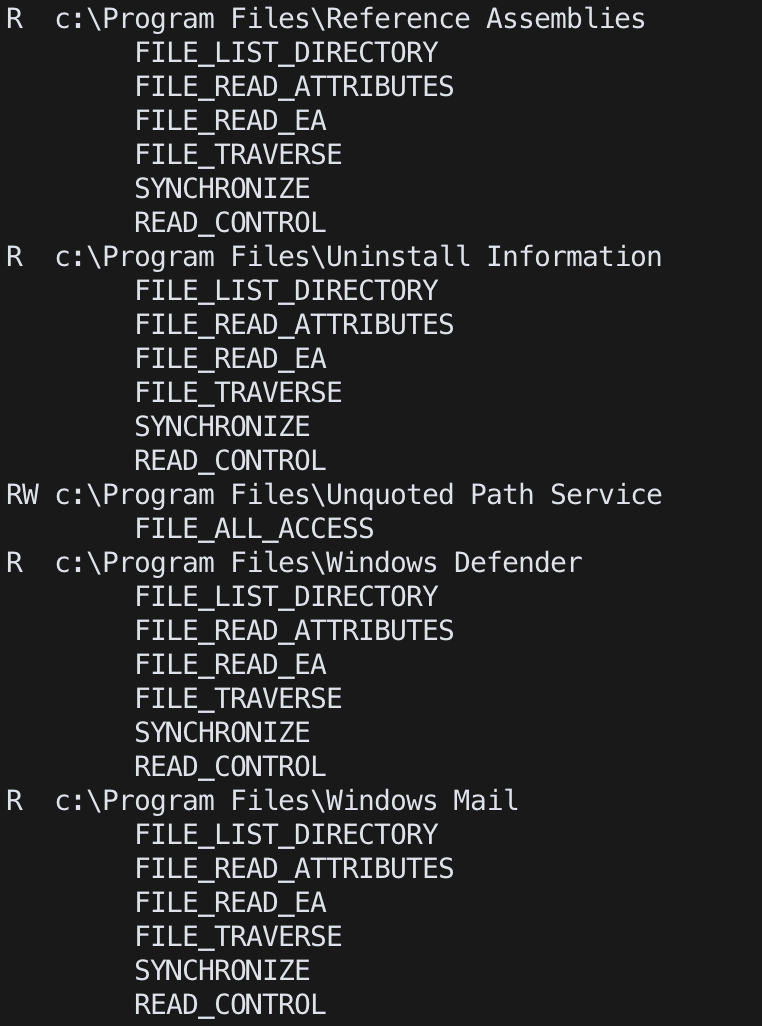 R  c:\Program Files\Reference Assemblies
        FILE_LIST_DIRECTORY
        FILE_READ_ATTRIBUTES
        FILE_READ_EA
        FILE_TRAVERSE
        SYNCHRONIZE
        READ_CONTROL
R  c:\Program Files\Uninstall Information
        FILE_LIST_DIRECTORY
        FILE_READ_ATTRIBUTES
        FILE_READ_EA
        FILE_TRAVERSE
        SYNCHRONIZE
        READ_CONTROL
RW c:\Program Files\Unquoted Path Service
        FILE_ALL_ACCESS
R  c:\Program Files\Windows Defender
        FILE_LIST_DIRECTORY
        FILE_READ_ATTRIBUTES
        FILE_READ_EA
        FILE_TRAVERSE
        SYNCHRONIZE
        READ_CONTROL
R  c:\Program Files\Windows Mail
        FILE_LIST_DIRECTORY
        FILE_READ_ATTRIBUTES
        FILE_READ_EA
        FILE_TRAVERSE
        SYNCHRONIZE
        READ_CONTROL